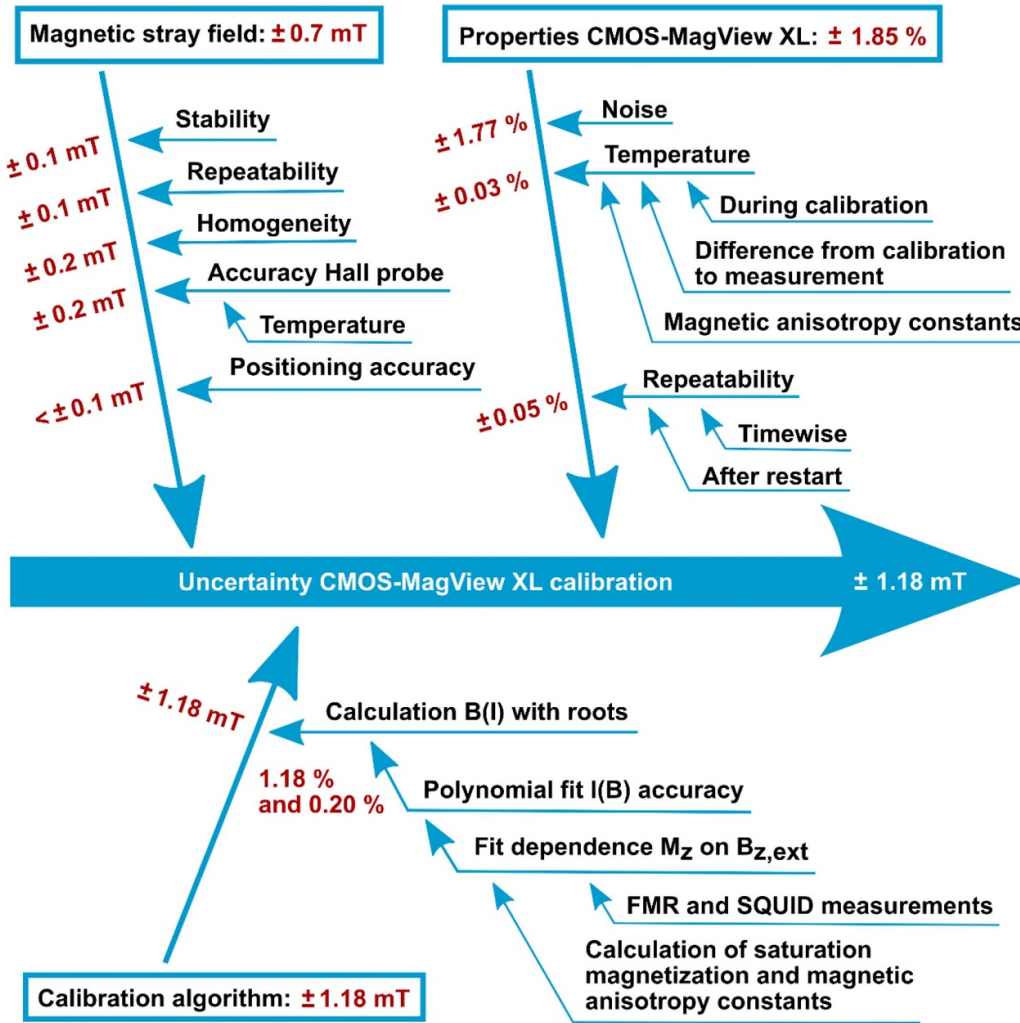 Magnetic stray field: ± 0.7 mT
± 0.1 mT
Stability
± 0.1 mT
Repeatability
± 0.2 mT
Homogeneity
± 0.2 mT
Accuracy Hall probe
Temperature
< ± 0.1 mT
Positioning accuracy
Properties CMOS-MagView XL: ± 1.85 %
± 1.77 %
Noise
± 0.03 %
Temperature
During calibration
Difference from calibration
to measurement
Magnetic anisotropy constants
± 0.05 %
Repeatability
Timewise
After restart
Uncertainty CMOS-MagView XL calibration ± 1.18 mT
± 1.18 mT
Calculation B(I) with roots
1.18 %
and 0.20 %
Polynomial fit I(B) accuracy
Fit dependence Mz on Bz,ext
FMR and SQUID measurements
Calculation of saturation
magnetization and magnetic
anisotropy constants
Calibration algorithm: ± 1.18 mT